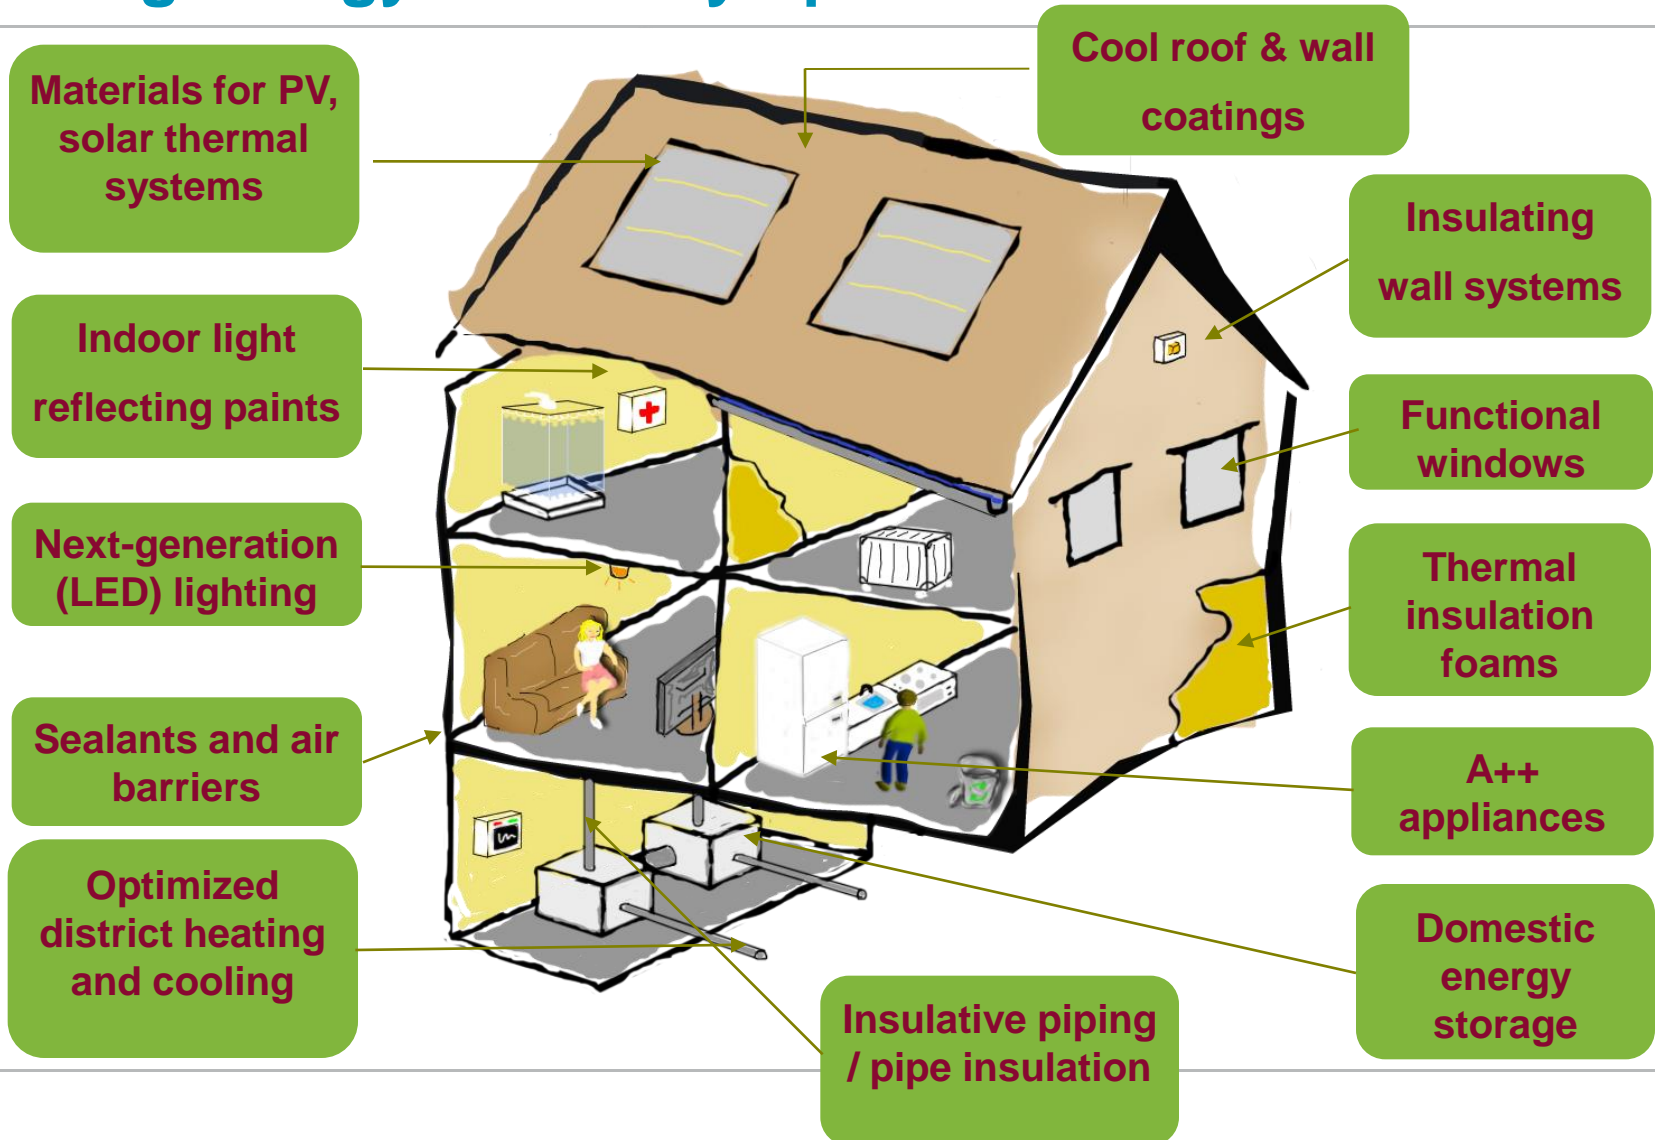 Materials for PV,
solar thermal
systems
Cool roof & wall
coatings
Insulating
wall systems
Indoor light
reflecting paints
Functional
windows
Next-generation
(LED) lighting
Thermal
insulation
foams
Sealants and air
barriers
A++
appliances
Optimized
district heating
and cooling
Domestic
energy
storage
Insulative piping
/ pipe insulation